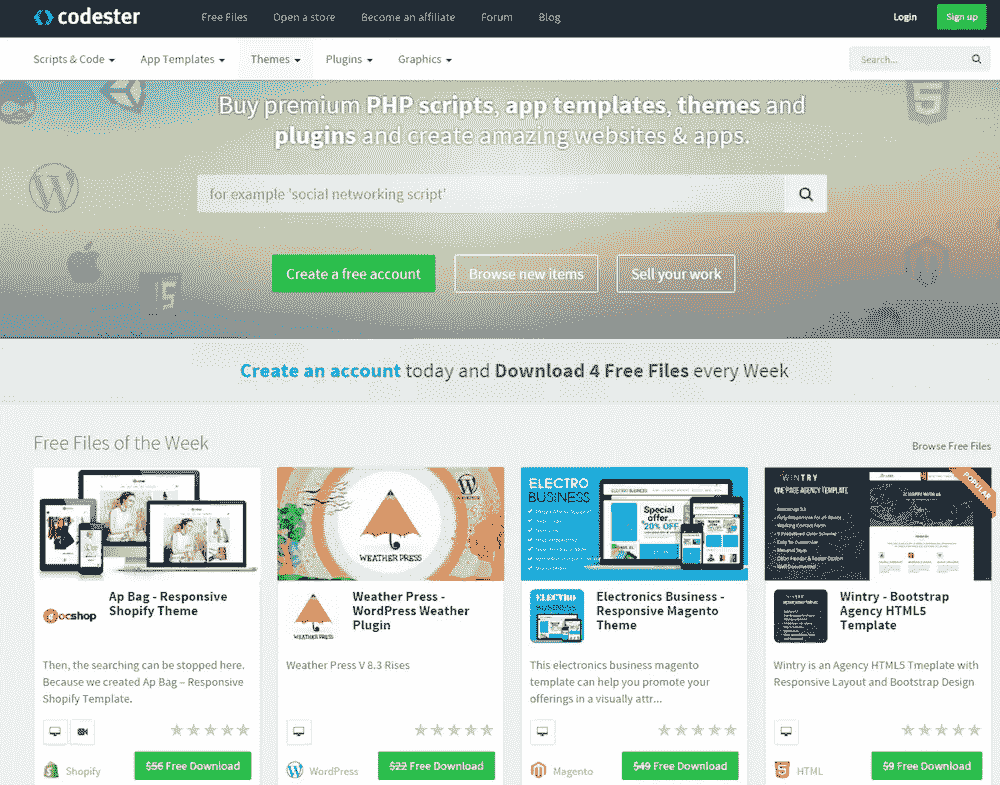 codester
Free Files Open a store Become an affiliate Forum Blog Login Sign up
Scripts & Code App Templates Themes Plugins Graphics Search...
Buy premium PHP scripts, app templates, themes and
plugins and create amazing websites & apps.
for example 'social networking script'
Create a free account Browse new items Sell your work
Create an account today and Download 4 Free Files every Week
Free Files of the Week Browse Free Files
WEATHER PRESS
ELECTRO
BUSINESS
Special
offer
20% OFF
WINTRY
ONE PAGE AGENCY TEMPLATE
POPULAR
ocshop
Ap Bag - Responsive
Shopify Theme
WEATHER PRESS
Weather Press -
WordPress Weather
Plugin
ELECTRO
Electronics Business -
Responsive Magento
Theme
Wintry - Bootstrap
Agency HTML5
Template
Then, the searching can be stopped here.
Because we created Ap Bag – Responsive
Shopify Template.
Weather Press V 8.3 Rises
This electronics business magento
template can help you promote your
offerings in a visually attr...
Wintry is an Agency HTML5 Tmeplate with
Responsive Layout and Bootstrap Design
Shopify $56 Free Download
WordPress $22 Free Download
Magento $49 Free Download
HTML $9 Free Download